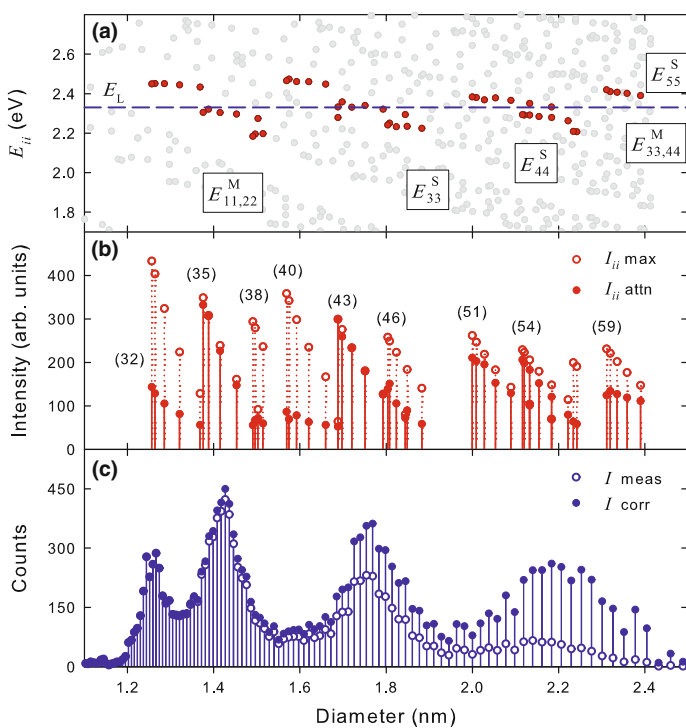 (a)
2.6
2.4
2.2
2.0
1.8
E_ii (eV)
E_L
E^M_11,22
E^S_33
E^S_44
E^M_33,44
E^S_55
(b)
400
300
200
100
0
Intensity (arb. units)
(32)
(35)
(38)
(40)
(43)
(46)
(51)
(54)
(59)
I_ii max
I_ii attn
(c)
450
300
150
0
Counts
I meas
I corr
1.2 1.4 1.6 1.8 2.0 2.2 2.4
Diameter (nm)